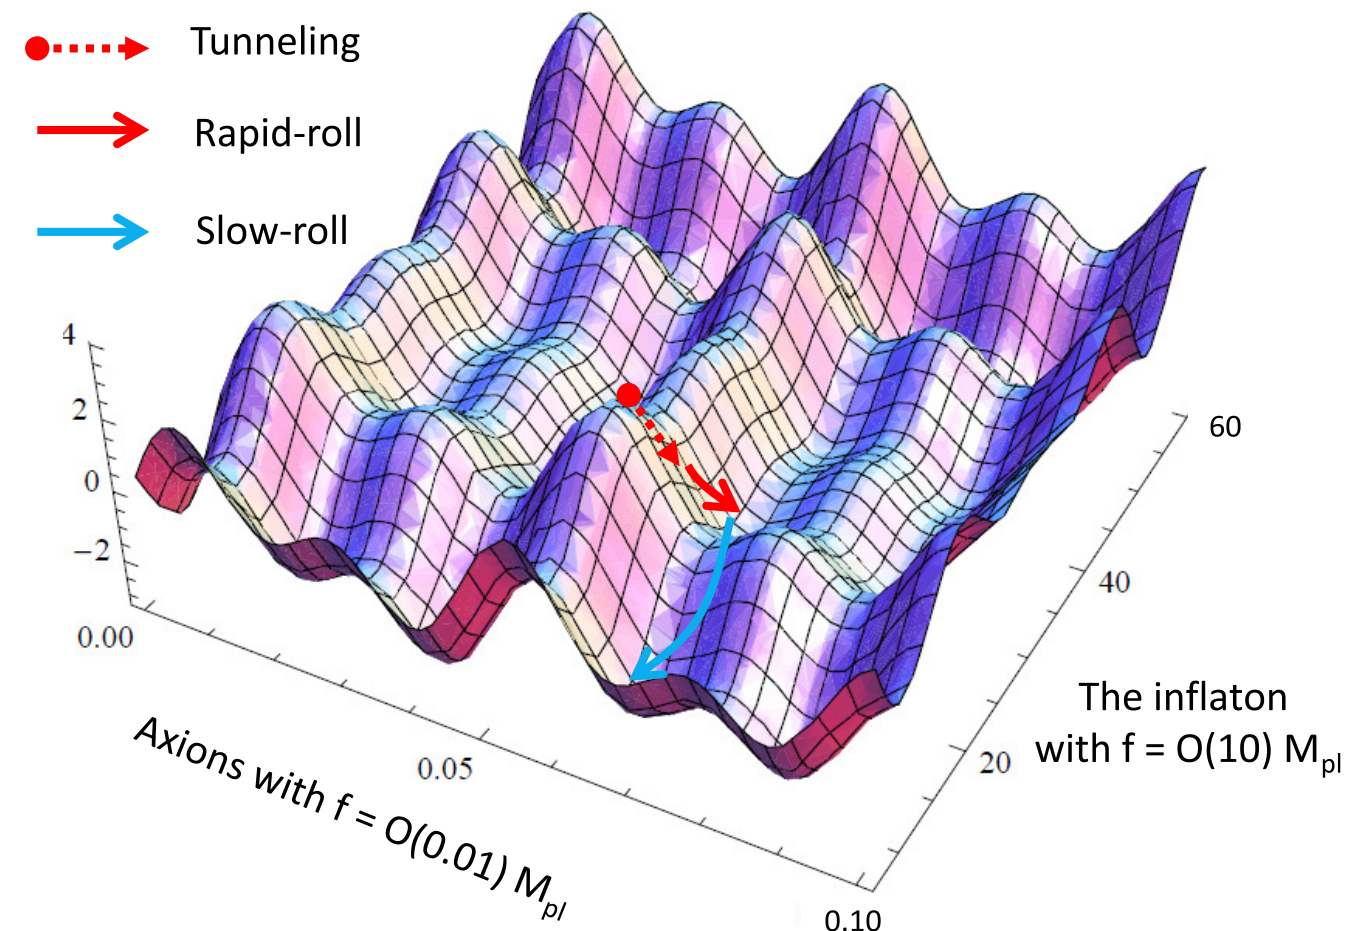 Tunneling
Rapid-roll
Slow-roll
4
2
0
−2
0.00
0.05
0.10
Axions with f = O(0.01) Mpl
60
40
20
The inflaton
with f = O(10) Mpl